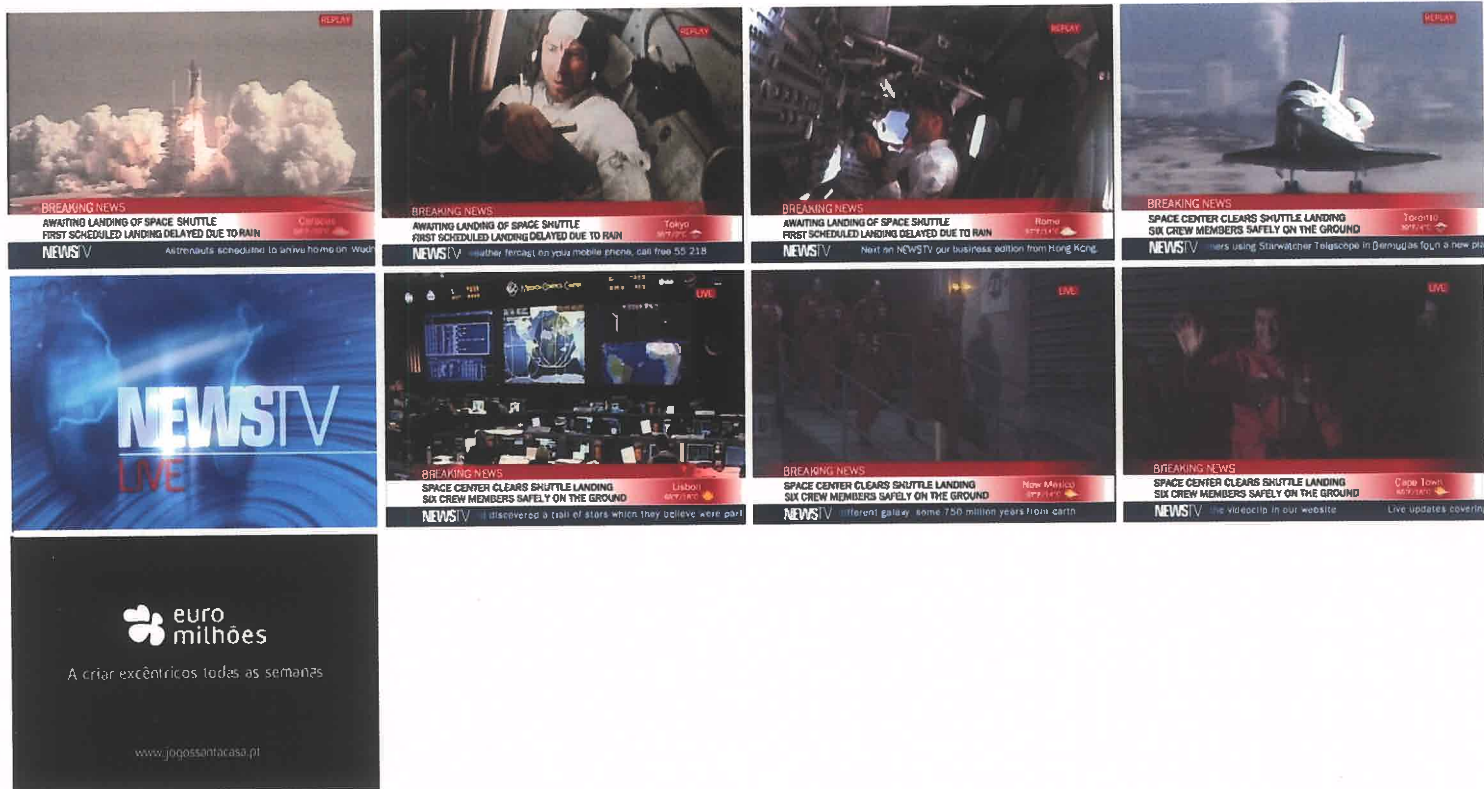 REPLAY
BREAKING NEWS
AWAITING LANDING OF SPACE SHUTTLE
FIRST SCHEDULED LANDING DELAYED DUE TO RAIN
Caracas
NEWSTV Astronauts scheduled to arrive home on Wedn
REPLAY
BREAKING NEWS
AWAITING LANDING OF SPACE SHUTTLE
FIRST SCHEDULED LANDING DELAYED DUE TO RAIN
Tokyo
NEWSTV eather forcast on your mobile phone, call free 55 218
REPLAY
BREAKING NEWS
AWAITING LANDING OF SPACE SHUTTLE
FIRST SCHEDULED LANDING DELAYED DUE TO RAIN
Rome
NEWSTV Next on NEWSTV our business edition from Hong Kong.
REPLAY
BREAKING NEWS
SPACE CENTER CLEARS SHUTTLE LANDING
SIX CREW MEMBERS SAFELY ON THE GROUND
Toronto
NEWSTV ers using Starwatcher Telescope in Bermudas foun a new pla
NEWSTV
LIVE
LIVE
BREAKING NEWS
SPACE CENTER CLEARS SHUTTLE LANDING
SIX CREW MEMBERS SAFELY ON THE GROUND
Lisbon
NEWSTV discovered a trail of stars which they believe were part
LIVE
BREAKING NEWS
SPACE CENTER CLEARS SHUTTLE LANDING
SIX CREW MEMBERS SAFELY ON THE GROUND
New Mexico
NEWSTV ifferent galaxy some 750 million years from earth
LIVE
BREAKING NEWS
SPACE CENTER CLEARS SHUTTLE LANDING
SIX CREW MEMBERS SAFELY ON THE GROUND
Cape Town
NEWSTV the videoclip in our website Live updates covering
euro
milhões
A criar excêntricos todas as semanas
www.jogossantacasa.pt